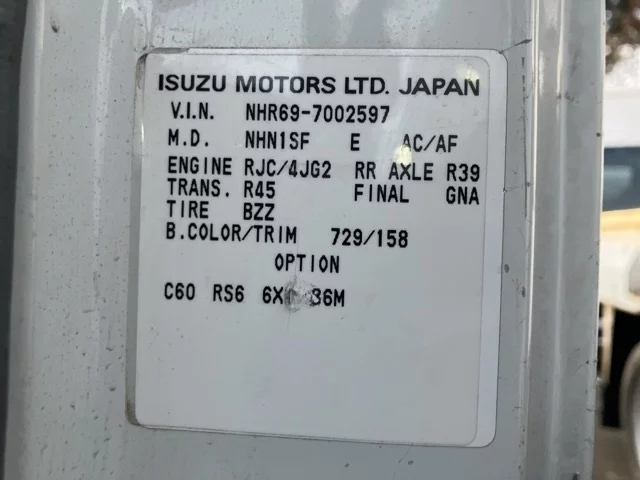 ISUZU MOTORS LTD. JAPAN
V.I.N. NHR69-7002597
M.D. NHN1SF E AC/AF
ENGINE RJC/4JG2 RR AXLE R39
TRANS. R45 FINAL GNA
TIRE BZZ
B.COLOR/TRIM 729/158
OPTION
C60 RS6